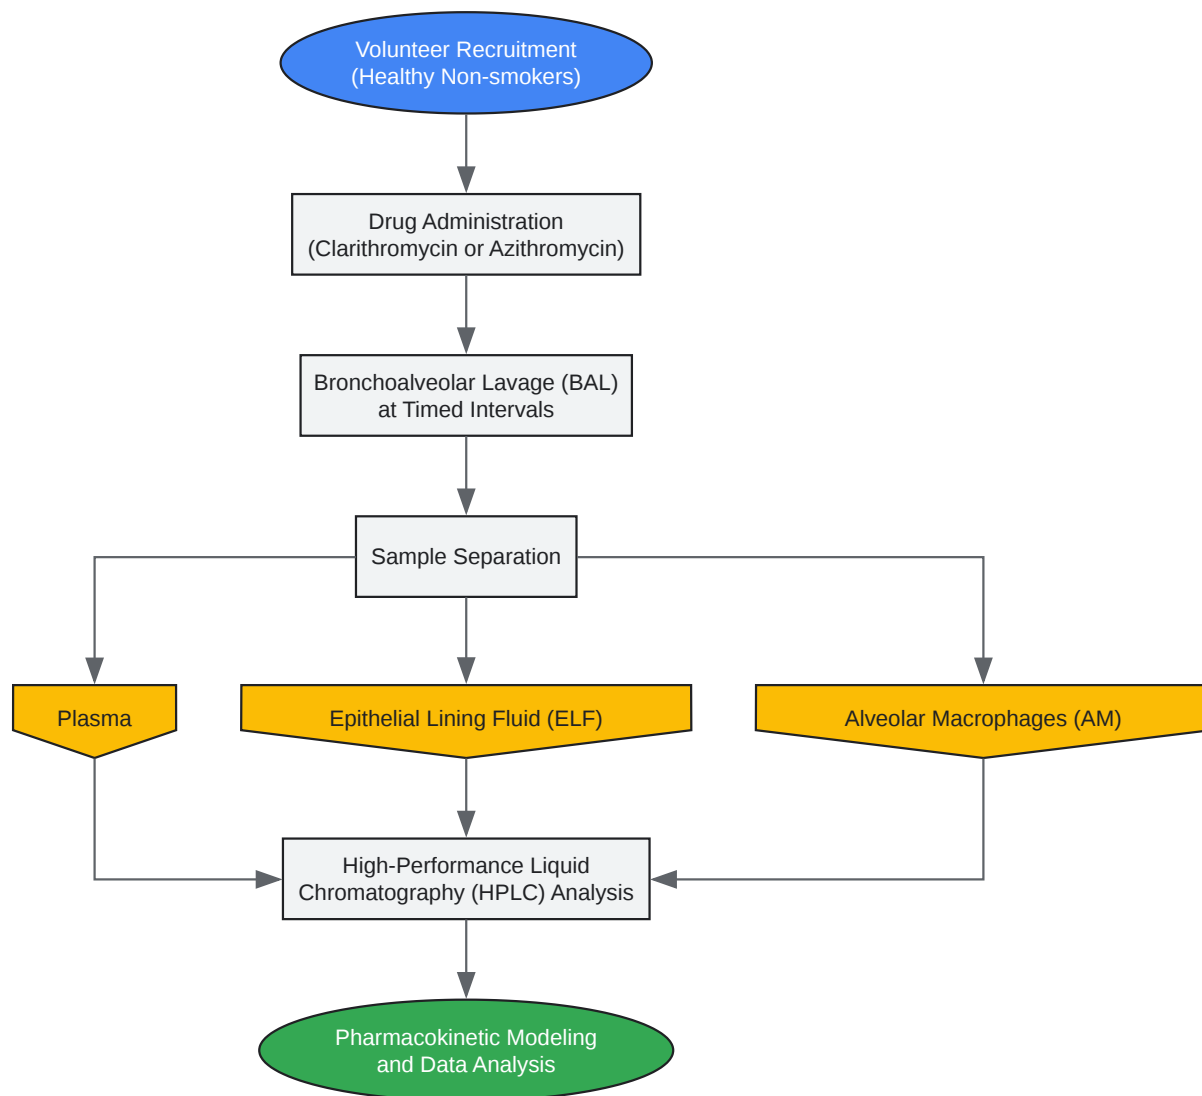 Volunteer Recruitment
(Healthy Non-smokers)
Drug Administration
(Clarithromycin or Azithromycin)
Bronchoalveolar Lavage (BAL)
at Timed Intervals
Sample Separation
Plasma
Epithelial Lining Fluid (ELF)
Alveolar Macrophages (AM)
High-Performance Liquid
Chromatography (HPLC) Analysis
Pharmacokinetic Modeling
and Data Analysis